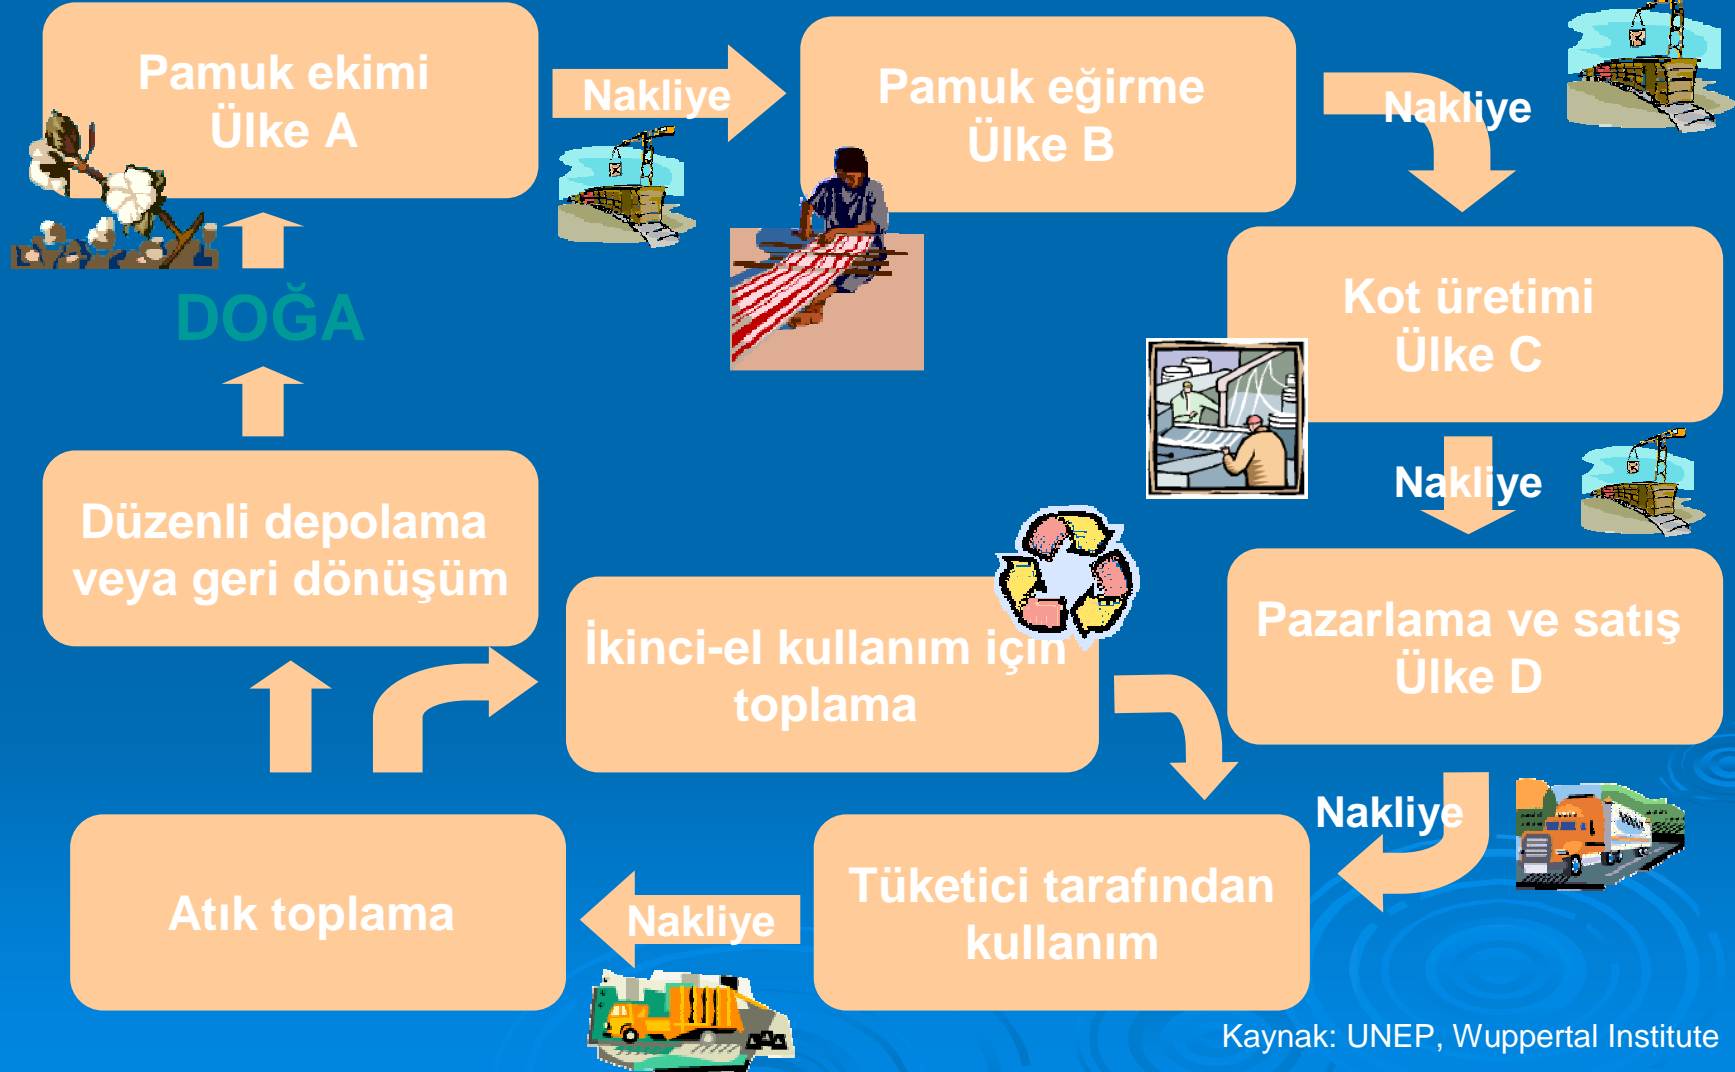 Pamuk ekimi
Ülke A
Nakliye
Pamuk eğirme
Ülke B
Nakliye
Kot üretimi
Ülke C
Nakliye
Pazarlama ve satış
Ülke D
Nakliye
Tüketici tarafından
kullanım
Nakliye
Atık toplama
İkinci-el kullanım için
toplama
Düzenli depolama
veya geri dönüşüm
DOĞA
Kaynak: UNEP, Wuppertal Institute